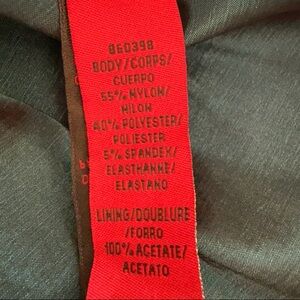 860398
BODY/CORPS/
CUERPO
55% NYLON/
NILON
40% POLYESTER/
POLIESTER
5% SPANDEX/
ELASTHANNE/
ELASTANO
LINING/DOUBLURE
/FORRO
100% ACETATE/
ACETATO